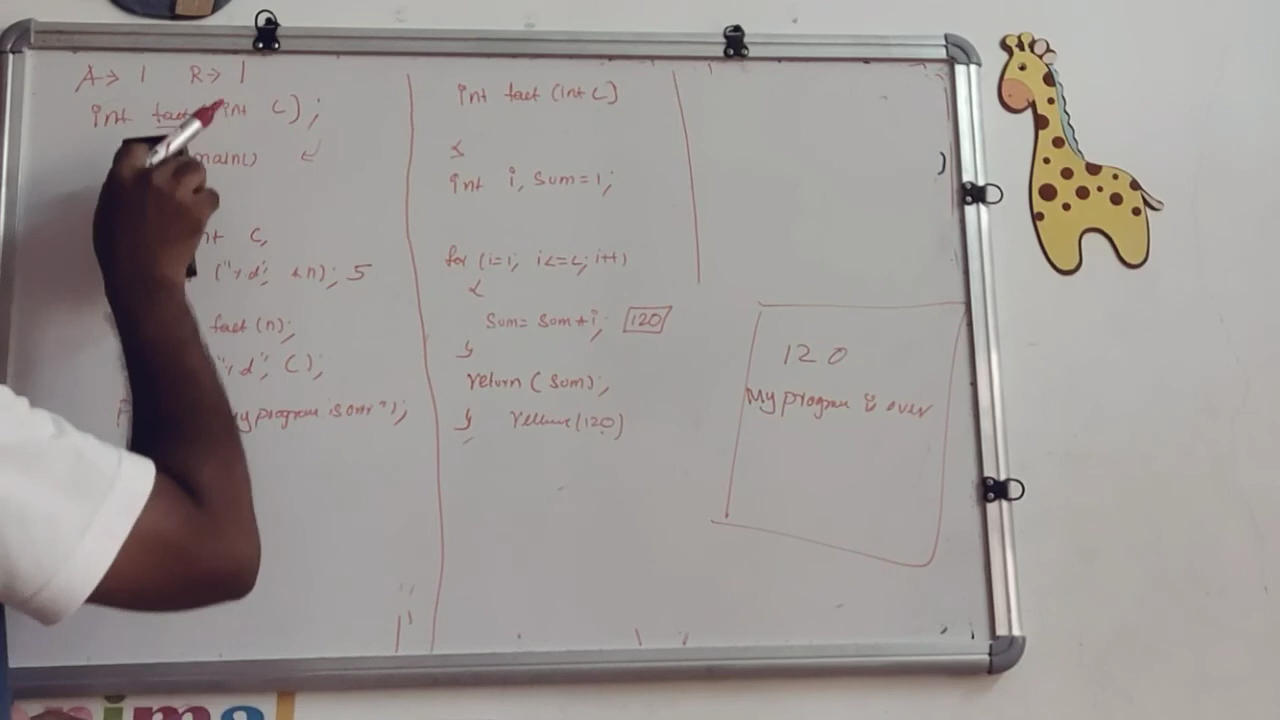 A→ 1 R→ 1
int fact (int c);
main()
c,
("%d", &n); 5
fact (n);
"%d", C);
my program is over");
int fact (int c)
{
int i, sum=1;
for (i=1; i<=c; i++)
{
sum= sum*i; 120
}
return (sum);
} return(120)
120
My program is over